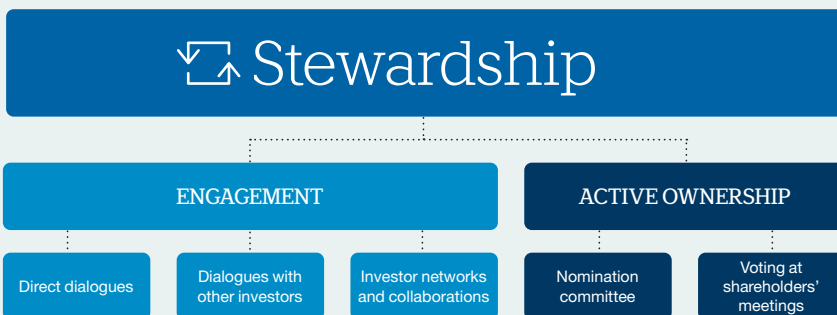 Stewardship
ENGAGEMENT
ACTIVE OWNERSHIP
Direct dialogues
Dialogues with
other investors
Investor networks
and collaborations
Nomination
committee
Voting at
shareholders’
meetings